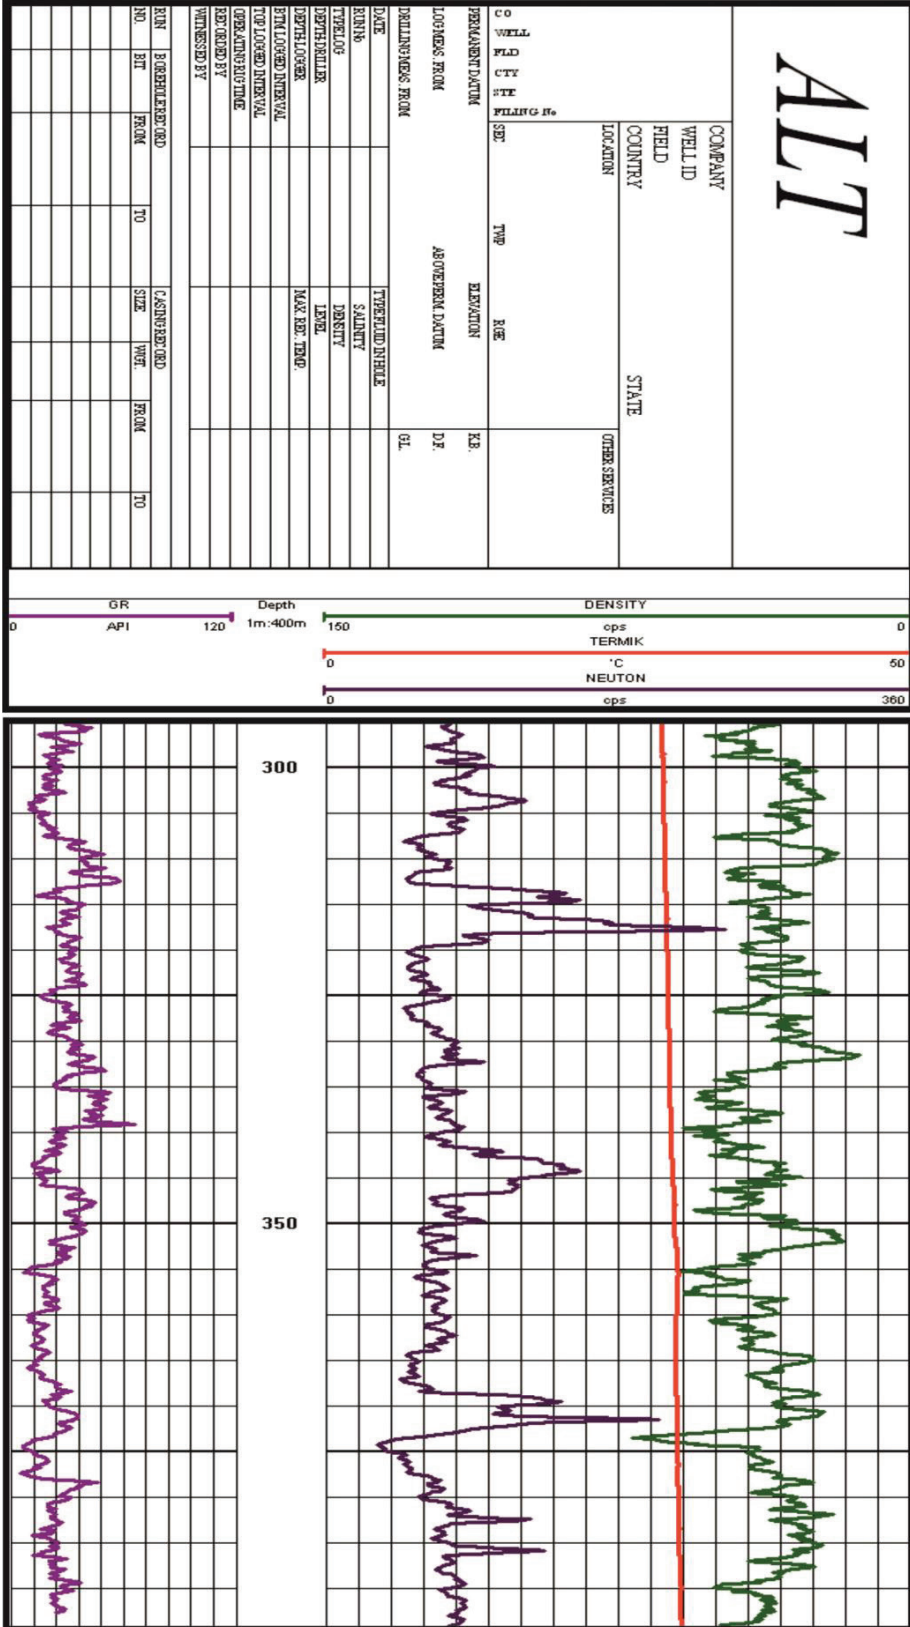 ALT
COMPANY
WELL ID
FIELD
COUNTRY STATE
CO
WELL
FLD
CTY
STE
FILING No
LOCATION OTHER SERVICES
SEC TWP RGE
PERMANENT DATUM ELEVATION K.B.
LOG MEAS. FROM ABOVE PERM. DATUM D.F.
DRILLING MEAS. FROM G.L.
DATE TYPE FLUID IN HOLE
RUN No SALINITY
TYPE LOG DENSITY
DEPTH-DRILLER LEVEL
DEPTH-LOGGER MAX. REC. TEMP.
BTM LOGGED INTERVAL
TOP LOGGED INTERVAL
OPERATING RIG TIME
RECORDED BY
WITNESSED BY
RUN BOREHOLE RECORD CASING RECORD
NO. BIT FROM TO SIZE WGT. FROM TO
GR Depth DENSITY
0 API 120 1m:400m 150 cps 0
TERMIK
0 °C 50
NEUTON
0 cps 360
300
350